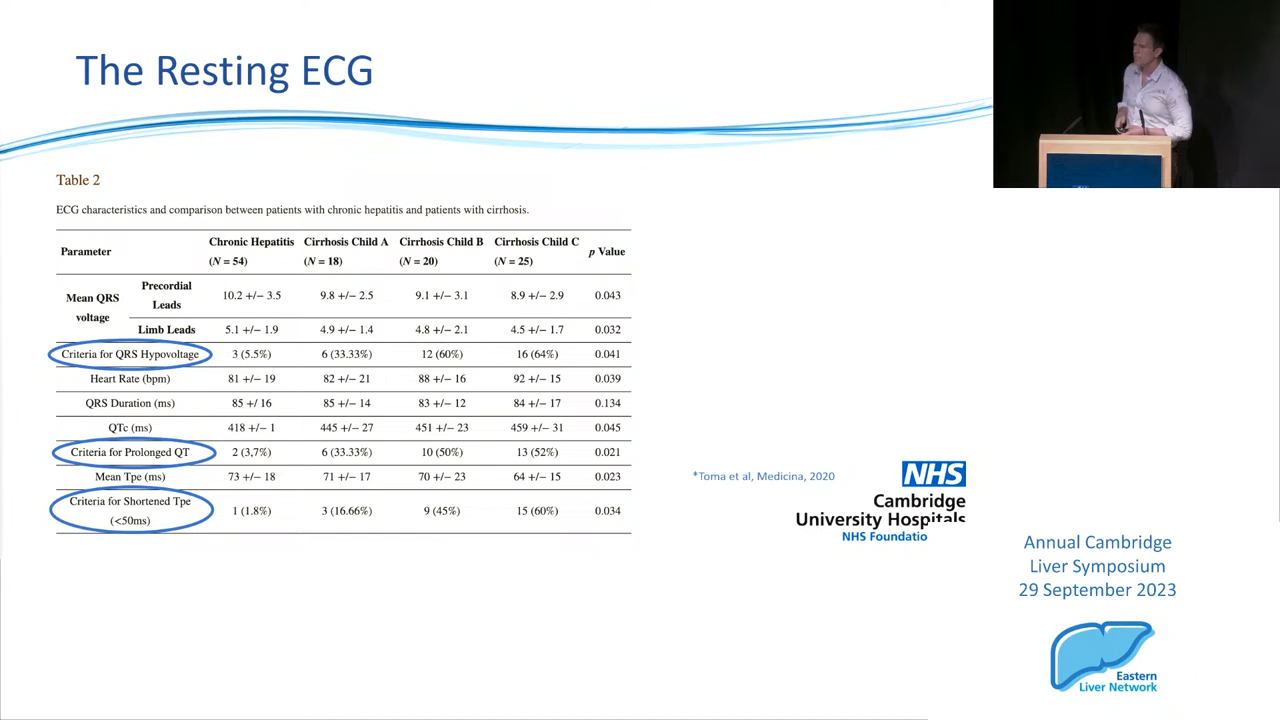 The Resting ECG
Table 2
ECG characteristics and comparison between patients with chronic hepatitis and patients with cirrhosis.
Parameter Chronic Hepatitis (N = 54) Cirrhosis Child A (N = 18) Cirrhosis Child B (N = 20) Cirrhosis Child C (N = 25) p Value
Mean QRS voltage Precordial Leads 10.2 +/− 3.5 9.8 +/− 2.5 9.1 +/− 3.1 8.9 +/− 2.9 0.043
Limb Leads 5.1 +/− 1.9 4.9 +/− 1.4 4.8 +/− 2.1 4.5 +/− 1.7 0.032
Criteria for QRS Hypovoltage 3 (5.5%) 6 (33.33%) 12 (60%) 16 (64%) 0.041
Heart Rate (bpm) 81 +/− 19 82 +/− 21 88 +/− 16 92 +/− 15 0.039
QRS Duration (ms) 85 +/ 16 85 +/− 14 83 +/− 12 84 +/− 17 0.134
QTc (ms) 418 +/− 1 445 +/− 27 451 +/− 23 459 +/− 31 0.045
Criteria for Prolonged QT 2 (3,7%) 6 (33.33%) 10 (50%) 13 (52%) 0.021
Mean Tpe (ms) 73 +/− 18 71 +/− 17 70 +/− 23 64 +/− 15 0.023
Criteria for Shortened Tpe (<50ms) 1 (1.8%) 3 (16.66%) 9 (45%) 15 (60%) 0.034
*Toma et al, Medicina, 2020
NHS
Cambridge
University Hospitals
NHS Foundatio
Annual Cambridge
Liver Symposium
29 September 2023
Eastern
Liver Network